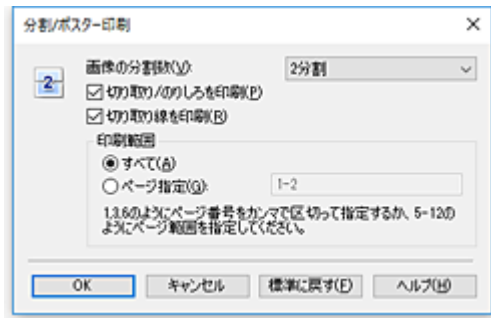 分割/ポスター印刷
画像の分割数(V):
2分割
2
切り取り/のりしろを印刷(P)
切り取り線を印刷(R)
印刷範囲
すべて(A)
ページ指定(G):
1-2
1,3,6のようにページ番号をカンマで区切って指定するか、5-12の
ようにページ範囲を指定してください。
OK
キャンセル
標準に戻す(F)
ヘルプ(H)